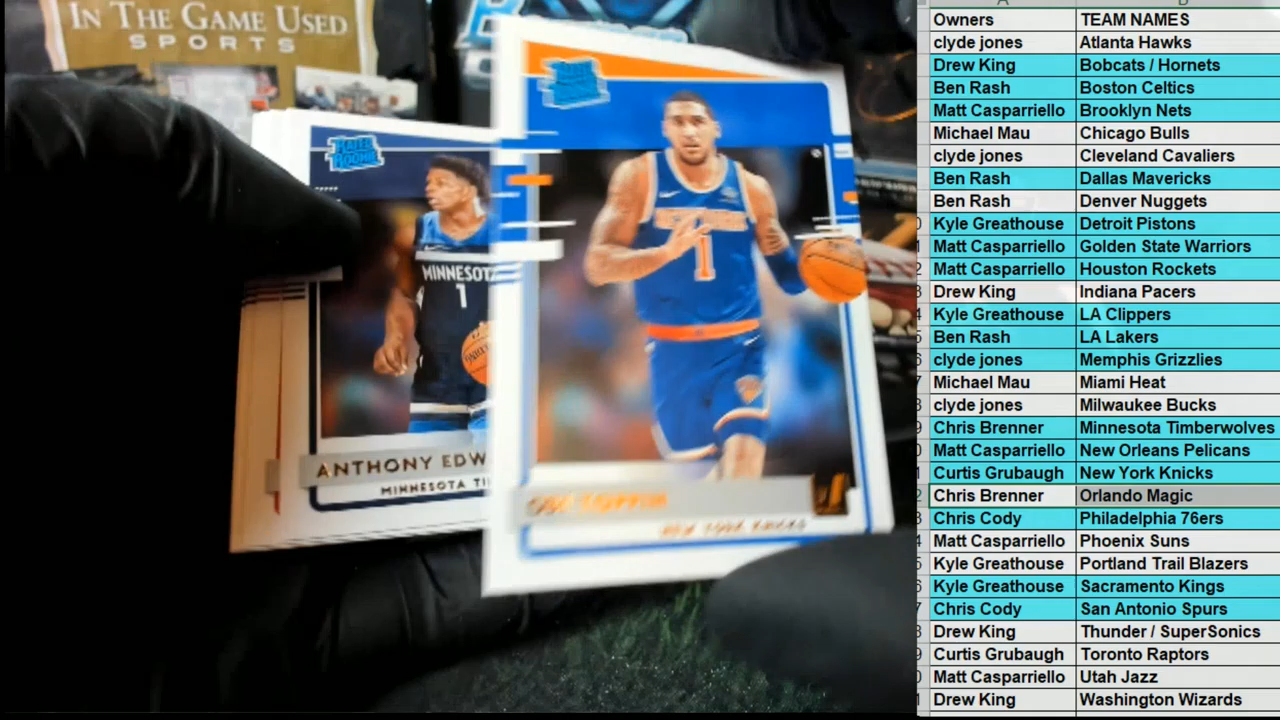 IN THE GAME USED
SPORTS
RATED
ROOKIE
MINNESOTA
1
ANTHONY EDW
MINNESOTA TI
NEW YORK
1
OBI TOPPIN
NEW YORK KNICKS
Owners TEAM NAMES
clyde jones Atlanta Hawks
Drew King Bobcats / Hornets
Ben Rash Boston Celtics
Matt Casparriello Brooklyn Nets
Michael Mau Chicago Bulls
clyde jones Cleveland Cavaliers
Ben Rash Dallas Mavericks
Ben Rash Denver Nuggets
Kyle Greathouse Detroit Pistons
Matt Casparriello Golden State Warriors
Matt Casparriello Houston Rockets
Drew King Indiana Pacers
Kyle Greathouse LA Clippers
Ben Rash LA Lakers
clyde jones Memphis Grizzlies
Michael Mau Miami Heat
clyde jones Milwaukee Bucks
Chris Brenner Minnesota Timberwolves
Matt Casparriello New Orleans Pelicans
Curtis Grubaugh New York Knicks
Chris Brenner Orlando Magic
Chris Cody Philadelphia 76ers
Matt Casparriello Phoenix Suns
Kyle Greathouse Portland Trail Blazers
Kyle Greathouse Sacramento Kings
Chris Cody San Antonio Spurs
Drew King Thunder / SuperSonics
Curtis Grubaugh Toronto Raptors
Matt Casparriello Utah Jazz
Drew King Washington Wizards